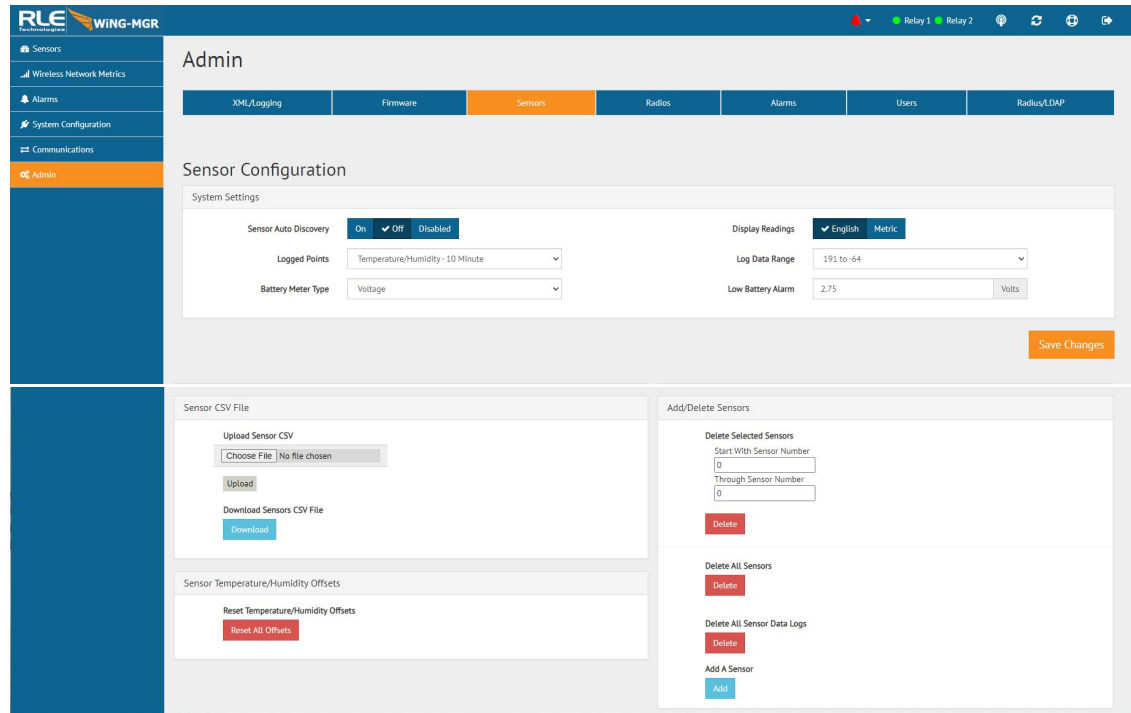 RLE
Technologies
WiNG-MGR
Relay 1 Relay 2
Sensors
Wireless Network Metrics
Alarms
System Configuration
Communications
Admin
Admin
XML/Logging Firmware Sensors Radios Alarms Users Radius/LDAP
Sensor Configuration
System Settings
Sensor Auto Discovery On Off Disabled Display Readings English Metric
Logged Points Temperature/Humidity - 10 Minute Log Data Range 191 to -64
Battery Meter Type Voltage Low Battery Alarm 2.75 Volts
Save Changes
Sensor CSV File
Upload Sensor CSV
Choose File No file chosen
Upload
Download Sensors CSV File
Download
Sensor Temperature/Humidity Offsets
Reset Temperature/Humidity Offsets
Reset All Offsets
Add/Delete Sensors
Delete Selected Sensors
Start With Sensor Number
0
Through Sensor Number
0
Delete
Delete All Sensors
Delete
Delete All Sensor Data Logs
Delete
Add A Sensor
Add